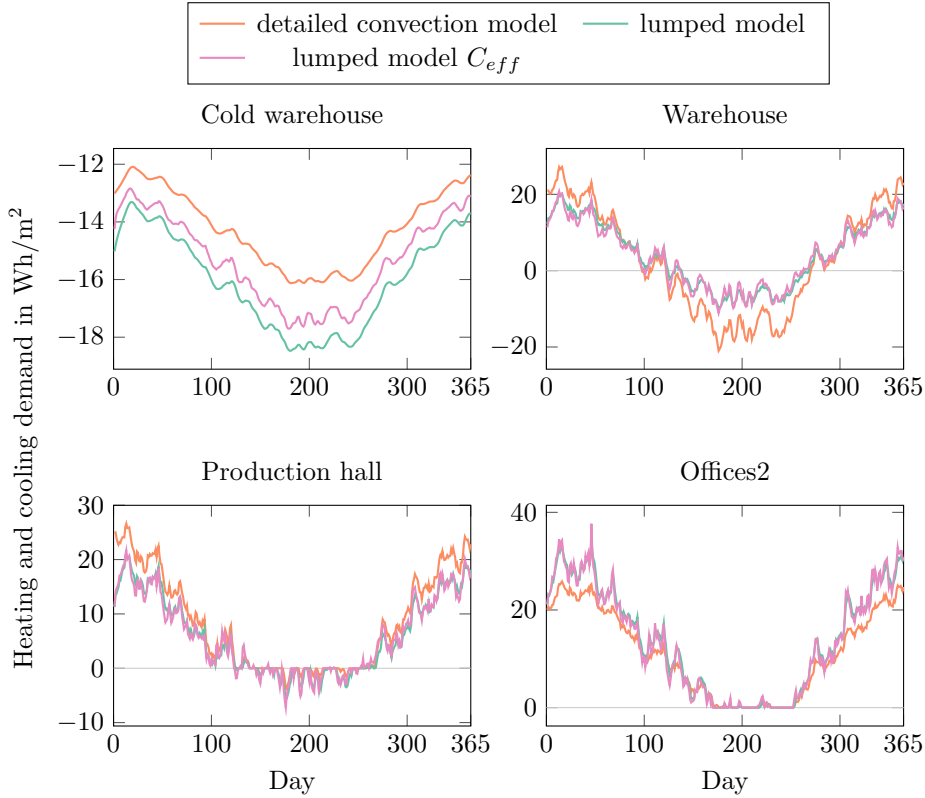 detailed convection model lumped model
lumped model $C_{eff}$
Cold warehouse Warehouse
Heating and cooling demand in Wh/m²
−12
−14
−16
−18
0 100 200 300 365
20
0
−20
0 100 200 300 365
Production hall Offices2
30
20
10
0
−10
0 100 200 300 365
Day
40
20
0
0 100 200 300 365
Day